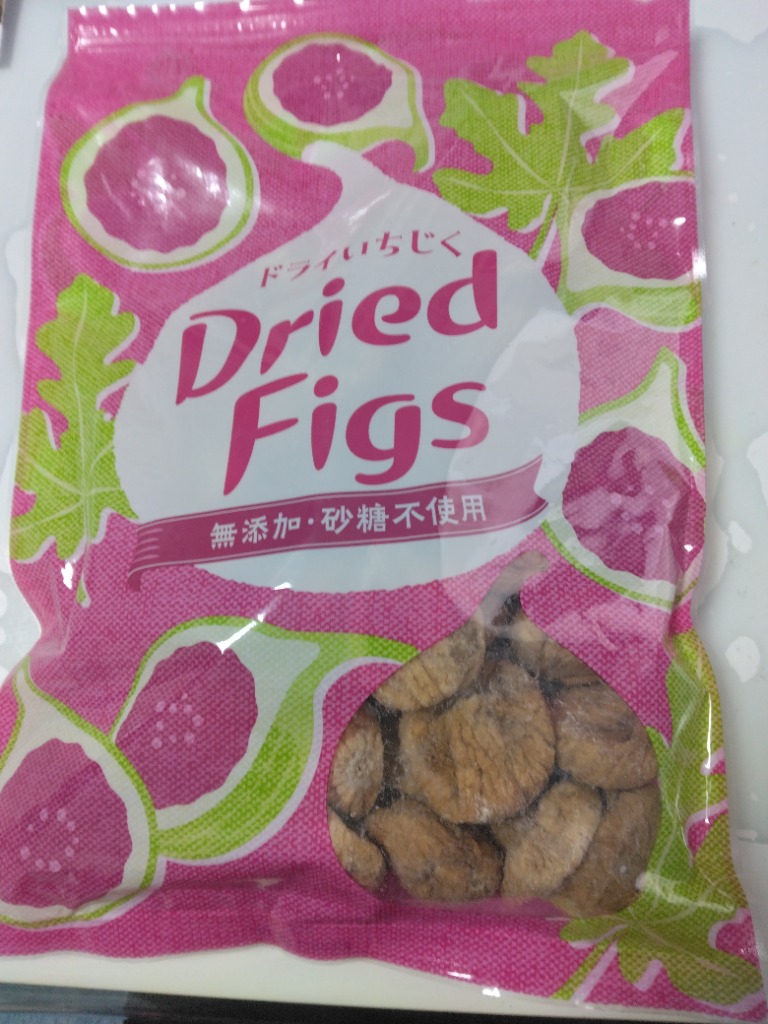 ドライいちじく
Dried
Figs
無添加・砂糖不使用